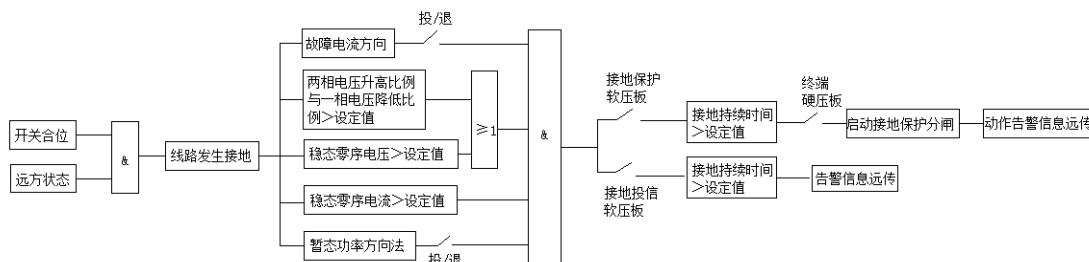 开关合位
远方状态
&
线路发生接地
故障电流方向
投/退
两相电压升高比例
与一相电压降低比
例＞设定值
稳态零序电压＞设定值
≥1
稳态零序电流＞设定值
暂态功率方向法
投/退
&
接地保护
软压板
接地持续时间
＞设定值
终端
硬压板
启动接地保护分闸
动作告警信息远传
接地投信
软压板
接地持续时间
＞设定值
告警信息远传